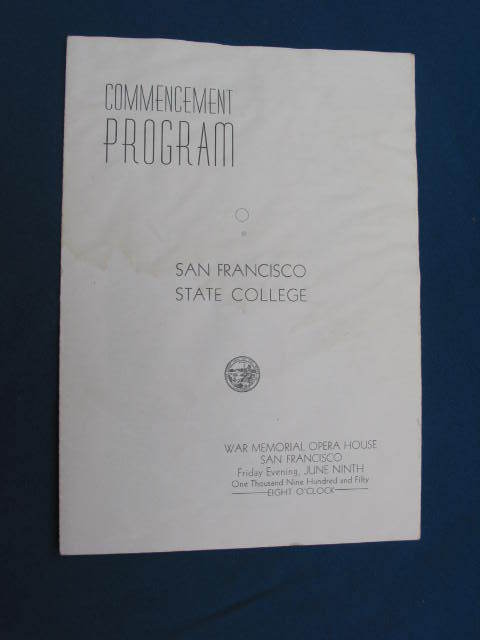 COMMENCEMENT
PROGRAM
SAN FRANCISCO
STATE COLLEGE
WAR MEMORIAL OPERA HOUSE
SAN FRANCISCO
Friday Evening, JUNE NINTH
One Thousand Nine Hundred and Fifty
EIGHT O'CLOCK